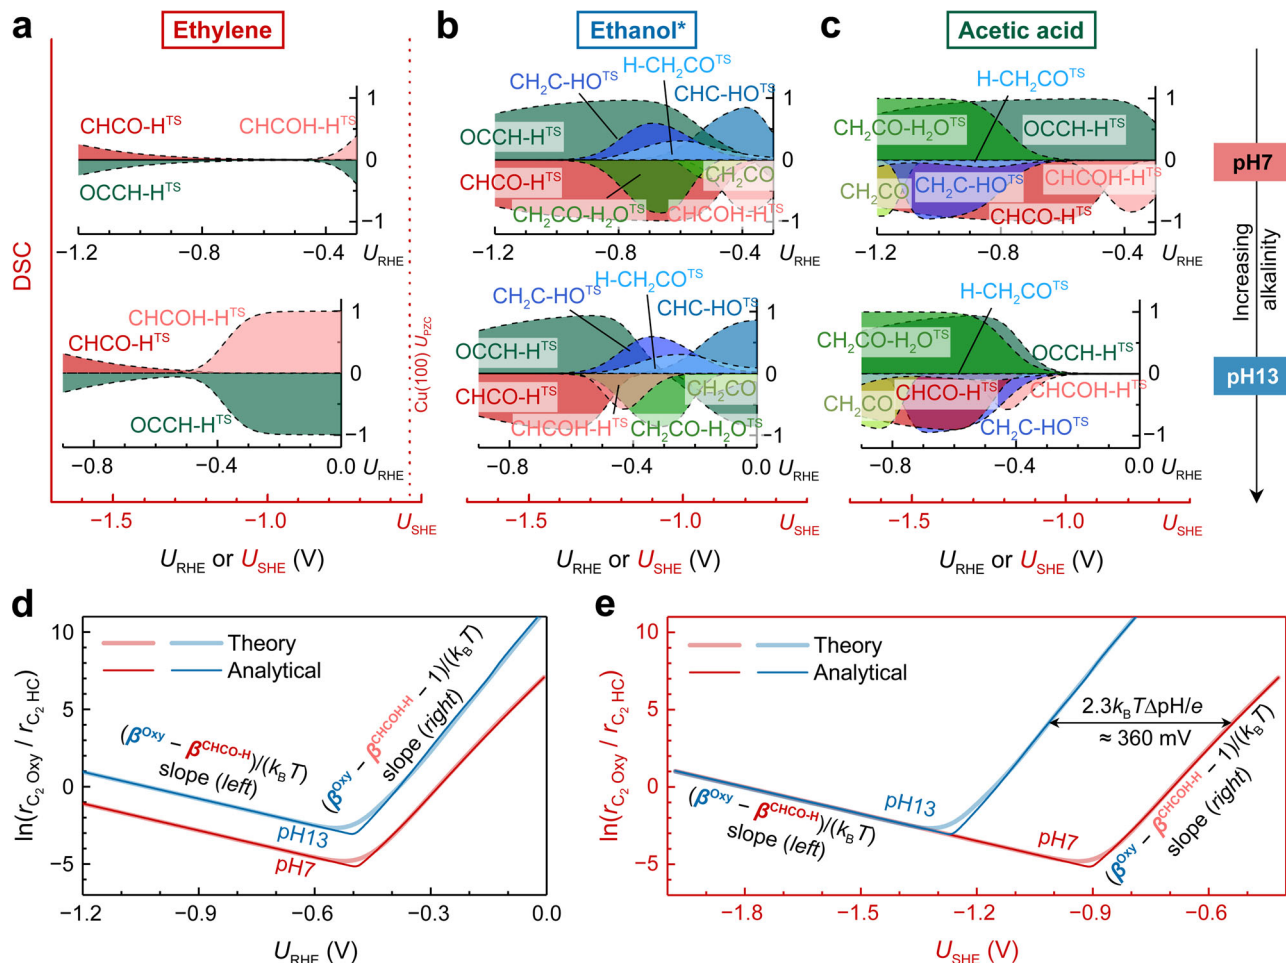 a
Ethylene
b
Ethanol*
c
Acetic acid
DSC
CHCO-H^TS
CHCOH-H^TS
OCCH-H^TS
1
0
−1
−1.2
−0.8
−0.4
U_RHE
CH₂C-HO^TS
H-CH₂CO^TS
CHC-HO^TS
OCCH-H^TS
CHCO-H^TS
CH₂CO
CH₂CO-H₂O^TS
CHCOH-H^TS
1
0
−1
−1.2
−0.8
−0.4
U_RHE
H-CH₂CO^TS
CH₂CO-H₂O^TS
OCCH-H^TS
CH₂CO
CH₂C-HO^TS
CHCOH-H^TS
CHCO-H^TS
1
0
−1
−1.2
−0.8
−0.4
U_RHE
pH7
Increasing
alkalinity
pH13
CHCOH-H^TS
CHCO-H^TS
OCCH-H^TS
1
0
−1
−0.8
−0.4
0.0
U_RHE
Cu(100) U_PZC
H-CH₂CO^TS
CH₂C-HO^TS
CHC-HO^TS
OCCH-H^TS
CHCO-H^TS
CH₂CO
CHCOH-H^TS
CH₂CO-H₂O^TS
1
0
−1
−0.8
−0.4
0.0
U_RHE
H-CH₂CO^TS
CH₂CO-H₂O^TS
OCCH-H^TS
CH₂CO
CHCO-H^TS
CHCOH-H^TS
CH₂C-HO^TS
1
0
−1
−0.8
−0.4
0.0
U_RHE
−1.5
−1.0
U_SHE
U_RHE or U_SHE (V)
−1.5
−1.0
U_SHE
U_RHE or U_SHE (V)
−1.5
−1.0
U_SHE
U_RHE or U_SHE (V)
d
ln(r_C₂ Oxy / r_C₂ HC)
10
5
0
−5
Theory
Analytical
(β^Oxy − β^CHCO-H)/(k_BT)
slope (left)
(β^Oxy − β^CHCOH-H − 1)/(k_BT)
slope (right)
pH13
pH7
−1.2
−0.9
−0.6
−0.3
0.0
U_RHE (V)
e
ln(r_C₂ Oxy / r_C₂ HC)
10
5
0
−5
Theory
Analytical
2.3k_BTΔpH/e
≈ 360 mV
(β^Oxy − β^CHCO-H)/(k_BT)
slope (left)
pH13
pH7
(β^Oxy − β^CHCOH-H − 1)/(k_BT)
slope (right)
−1.8
−1.5
−1.2
−0.9
−0.6
U_SHE (V)